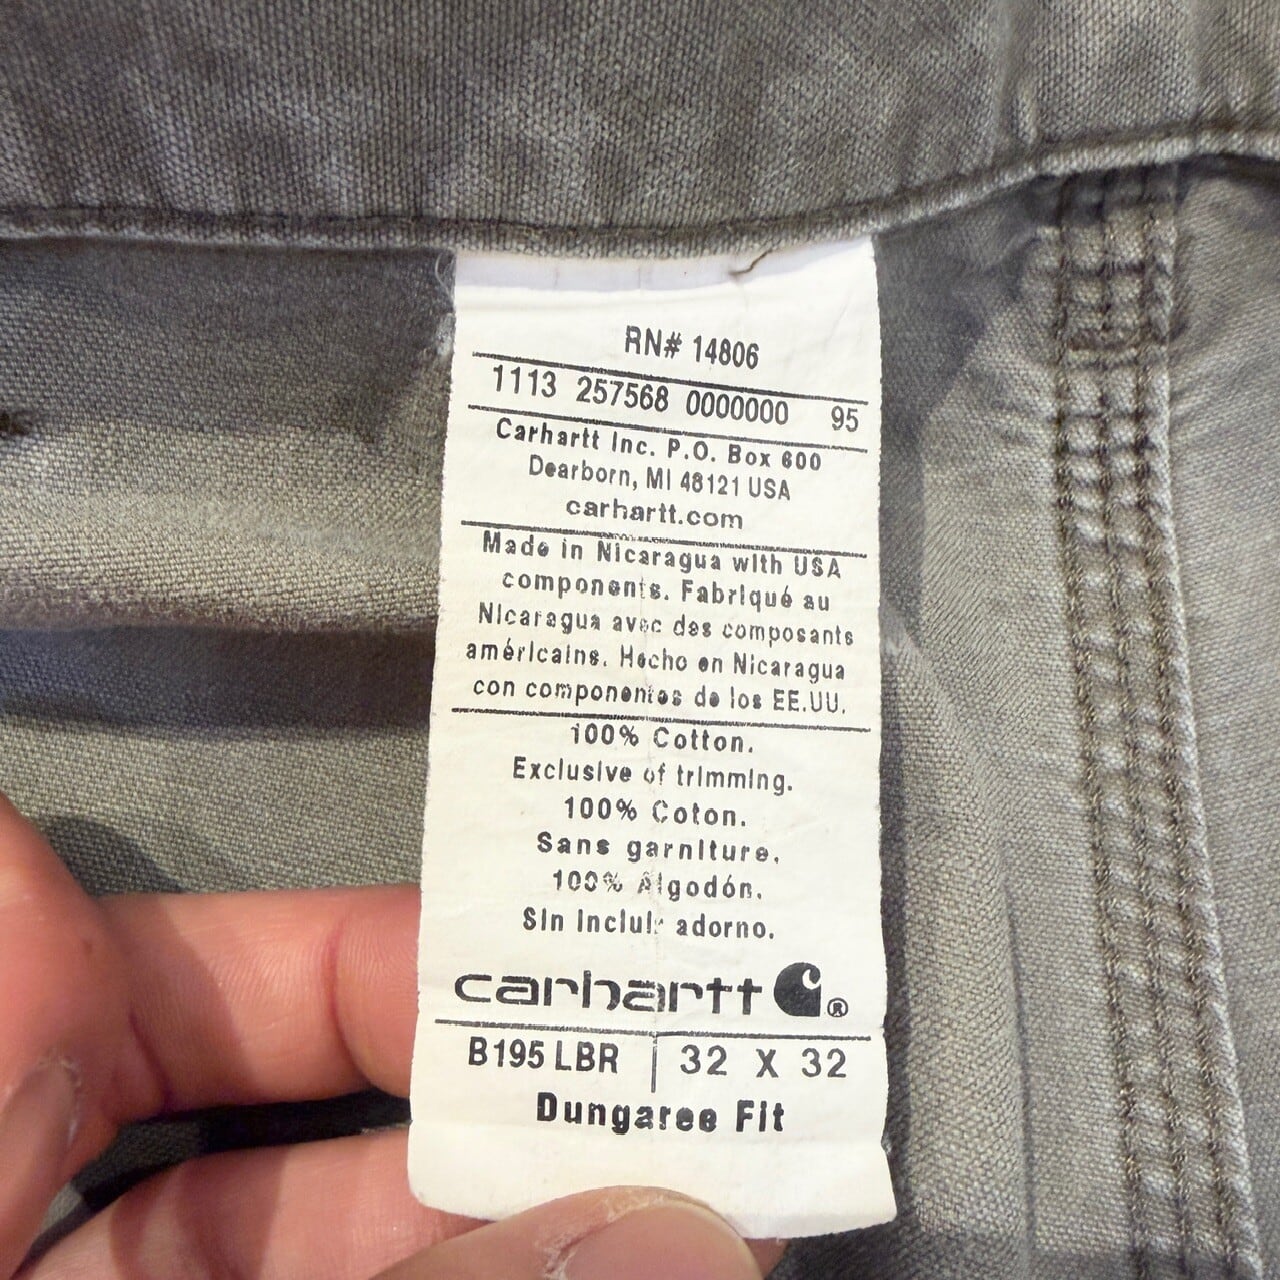 RN# 14806
1113 257568 0000000 95
Carhartt Inc. P.O. Box 600
Dearborn, MI 48121 USA
carhartt.com
Made in Nicaragua with USA
components. Fabriqué au
Nicaragua avec des composants
américains. Hecho en Nicaragua
con componentes de los EE.UU.
100% Cotton.
Exclusive of trimming.
100% Coton.
Sans garniture.
100% Algodón.
Sin incluir adorno.
carhartt ®
B195 LBR 32 X 32
Dungaree Fit